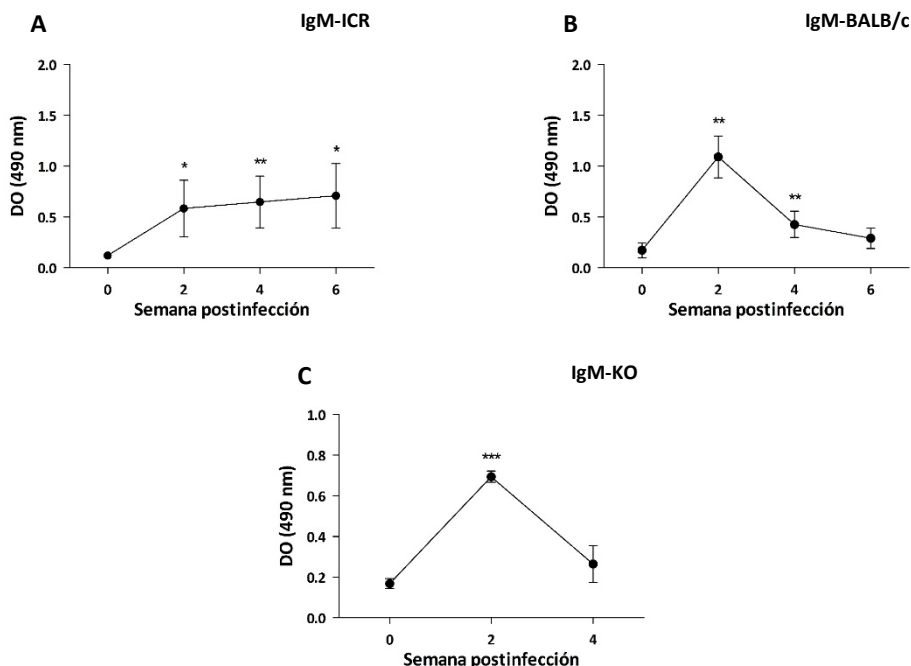 A
IgM-ICR
2.0
1.5
1.0
0.5
0.0
DO (490 nm)
*
**
*
0 2 4 6
Semana postinfección
B
IgM-BALB/c
2.0
1.5
1.0
0.5
0.0
DO (490 nm)
**
**
0 2 4 6
Semana postinfección
C
IgM-KO
1.0
0.8
0.6
0.4
0.2
0.0
DO (490 nm)
***
0 2 4
Semana postinfección